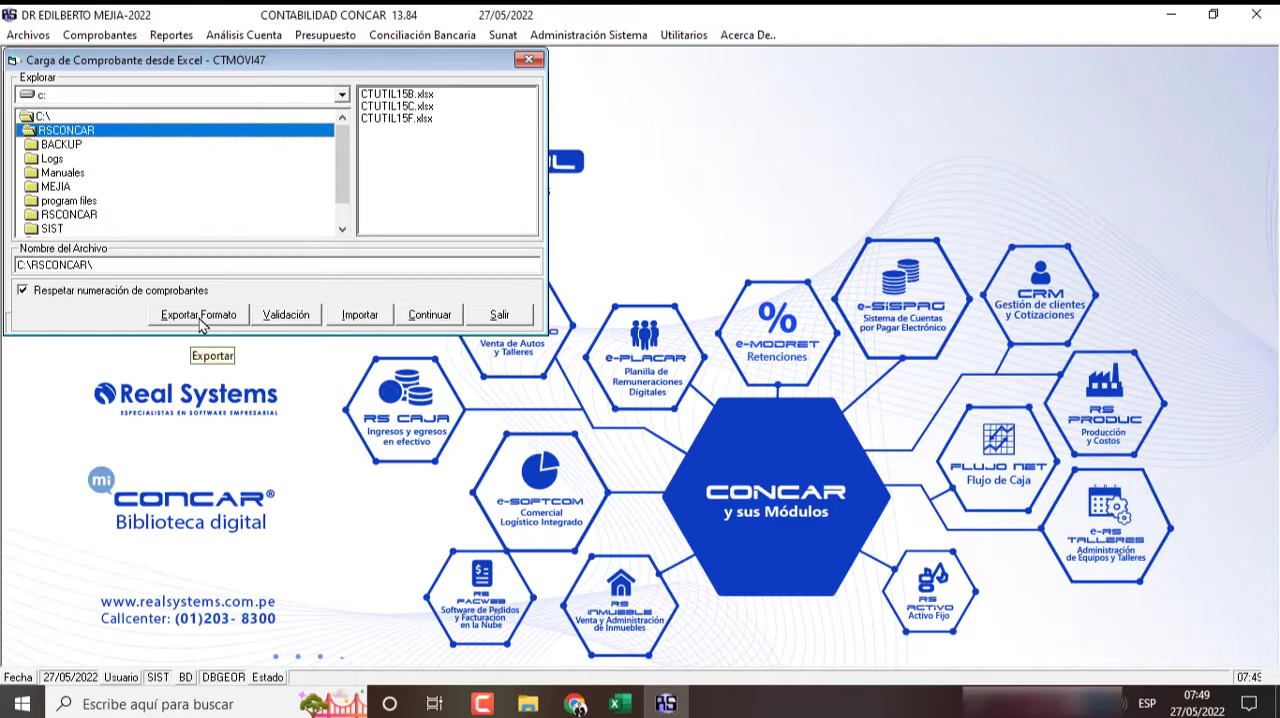 DR EDILBERTO MEJIA-2022 CONTABILIDAD CONCAR 13.84 27/05/2022
Archivos Comprobantes Reportes Análisis Cuenta Presupuesto Conciliación Bancaria Sunat Administración Sistema Utilitarios Acerca De..
Carga de Comprobante desde Excel - CTMOVI47
Explorar
c:
C:\
RSCONCAR
BACKUP
Logs
Manuales
MEJIA
program files
RSCONCAR
SIST
CTUTIL15B.xlsx
CTUTIL15C.xlsx
CTUTIL15F.xlsx
Nombre del Archivo
C:\RSCONCAR\
Respetar numeración de comprobantes
Exportar Formato Validación Importar Continuar Salir
Exportar
Venta de Autos
y Talleres
e-PLACAR
Planilla de
Remuneraciones
Digitales
%
e-MODRET
Retenciones
e-SISPAG
Sistema de Cuentas
por Pagar Electrónico
CRM
Gestión de clientes
y Cotizaciones
Real Systems
ESPECIALISTAS EN SOFTWARE EMPRESARIAL
RS CAJA
Ingresos y egresos
en efectivo
RS
PRODUC
Producción
y Costos
FLUJO NET
Flujo de Caja
mi
CONCAR®
Biblioteca digital
e-SOFTCOM
Comercial
Logístico Integrado
CONCAR
y sus Módulos
e-RS
TALLERES
Administración
de Equipos y Talleres
RS
FACWEB
Software de Pedidos
y Facturación
en la Nube
RS
INMUEBLE
Venta y Administración
de Inmuebles
RS
ACTIVO
Activo Fijo
www.realsystems.com.pe
Callcenter: (01)203- 8300
Fecha 27/05/2022 Usuario SIST BD DBGEOR Estado 07:49
Escribe aquí para buscar
ESP
07:49
27/05/2022